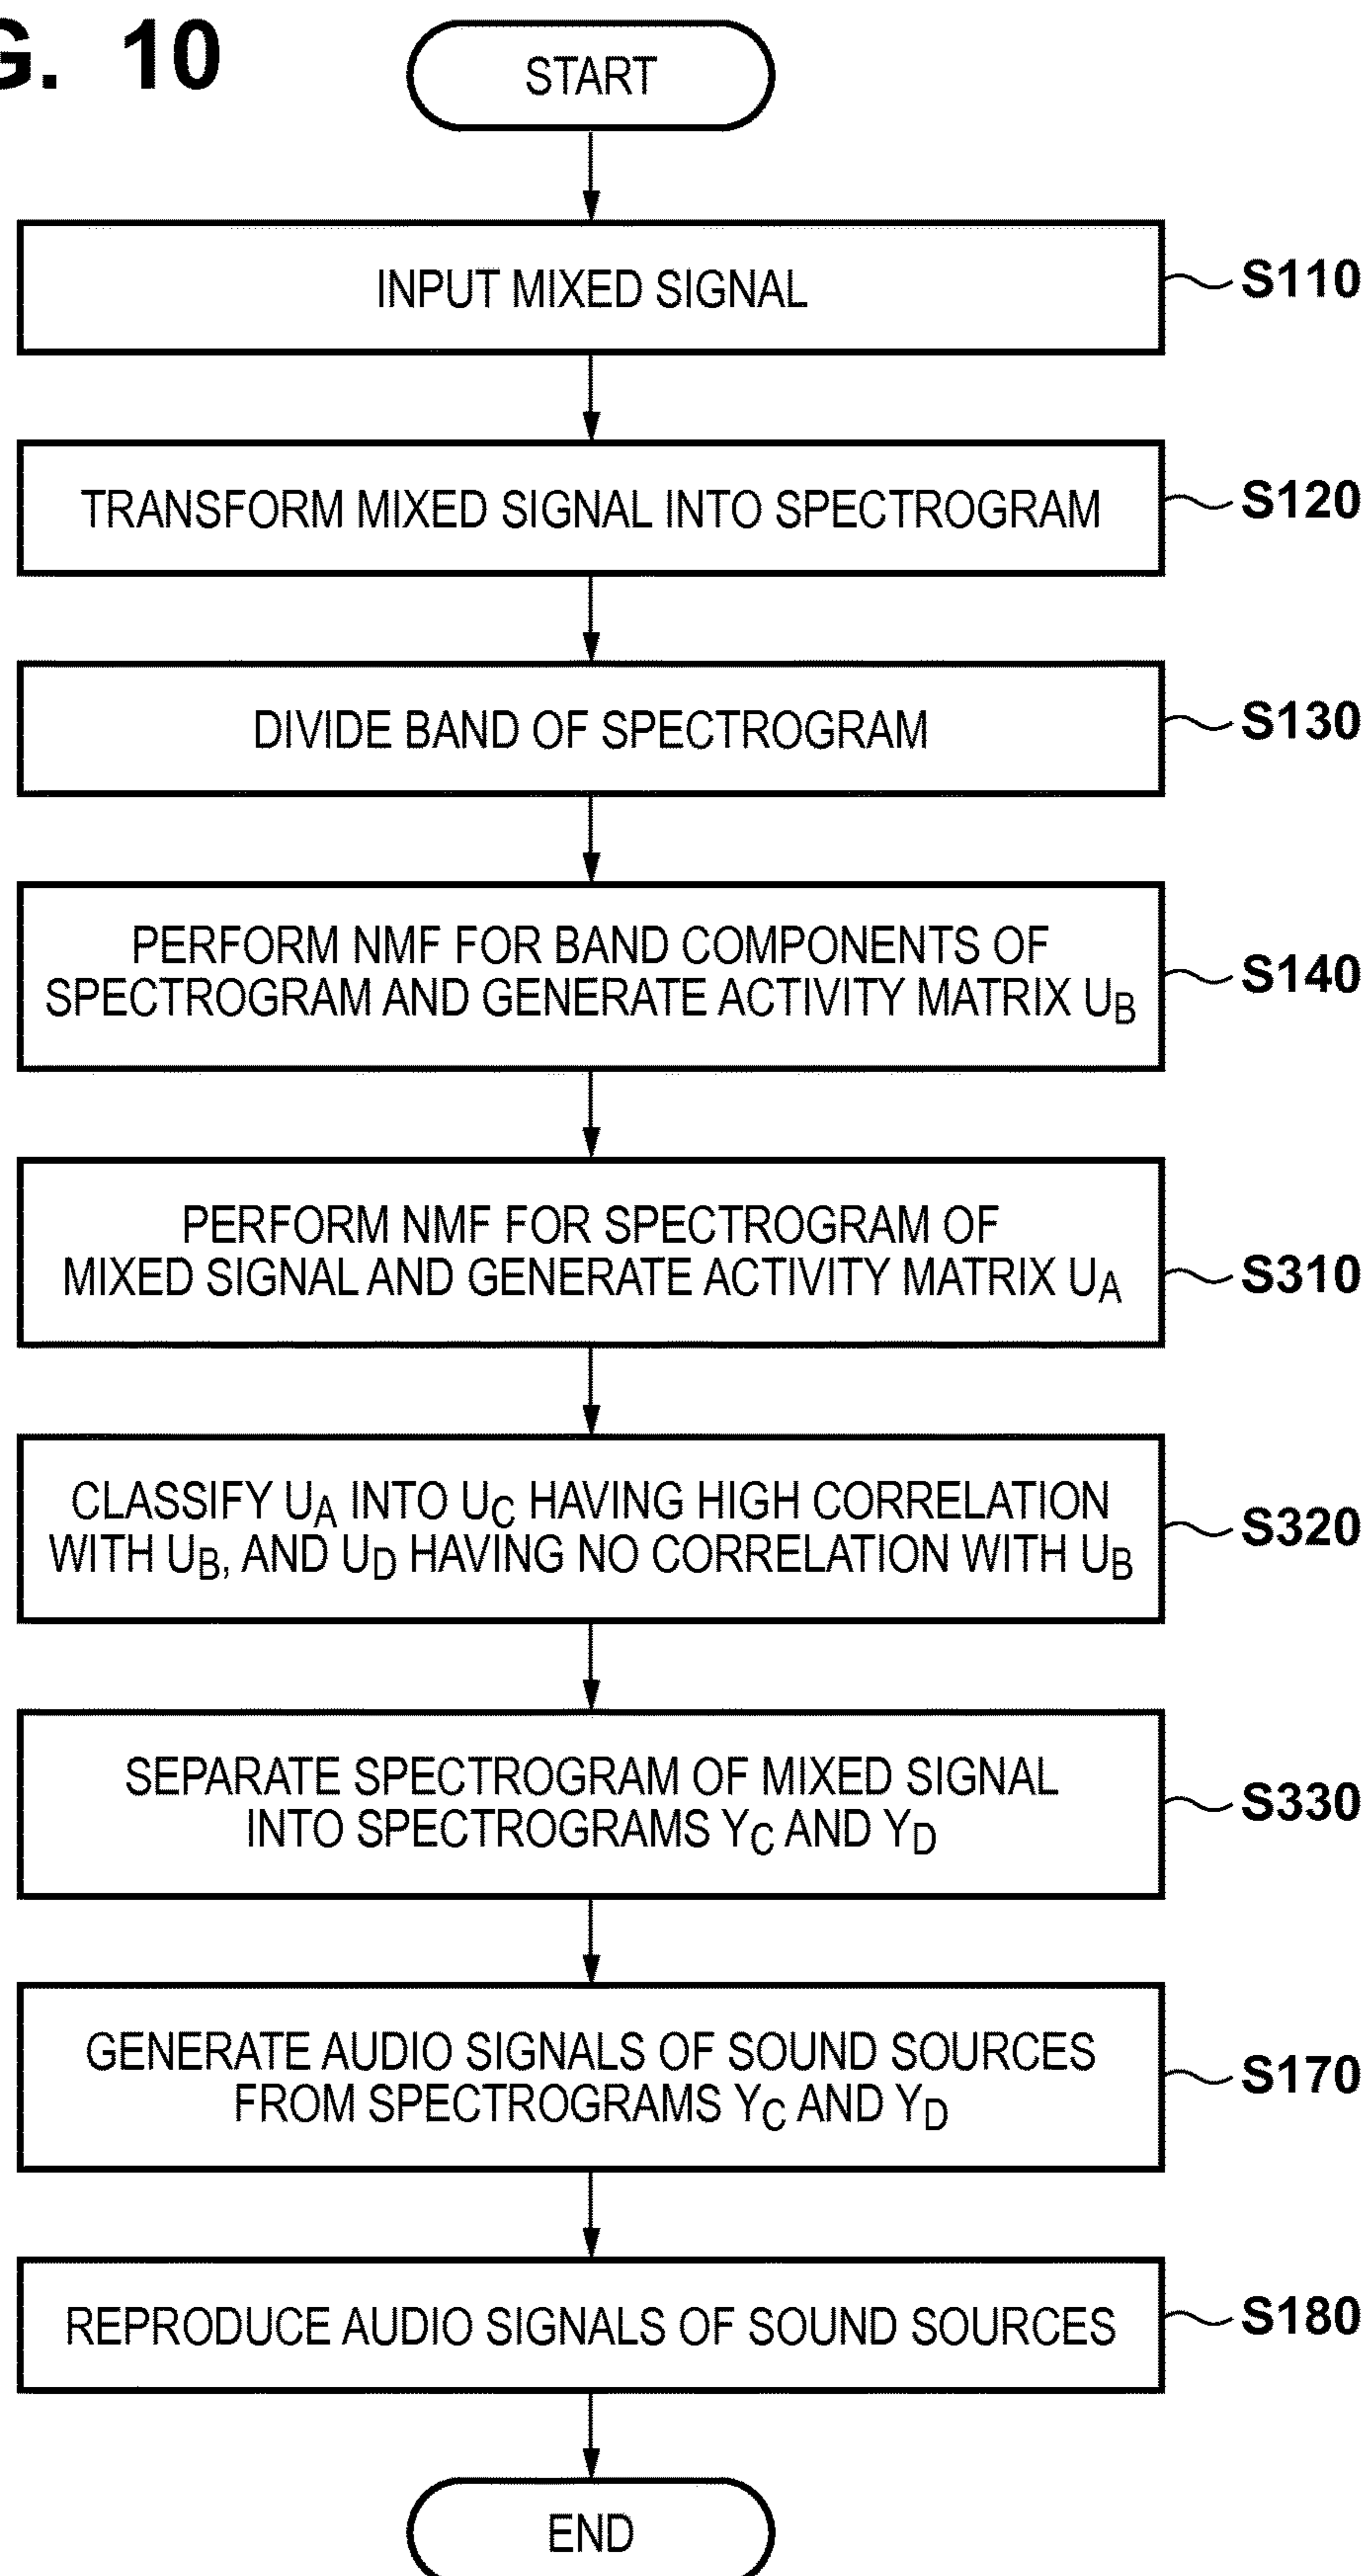 G. 10
START
INPUT MIXED SIGNAL
S110
TRANSFORM MIXED SIGNAL INTO SPECTROGRAM
S120
DIVIDE BAND OF SPECTROGRAM
S130
PERFORM NMF FOR BAND COMPONENTS OF
SPECTROGRAM AND GENERATE ACTIVITY MATRIX UB
S140
PERFORM NMF FOR SPECTROGRAM OF
MIXED SIGNAL AND GENERATE ACTIVITY MATRIX UA
S310
CLASSIFY UA INTO UC HAVING HIGH CORRELATION
WITH UB, AND UD HAVING NO CORRELATION WITH UB
S320
SEPARATE SPECTROGRAM OF MIXED SIGNAL
INTO SPECTROGRAMS YC AND YD
S330
GENERATE AUDIO SIGNALS OF SOUND SOURCES
FROM SPECTROGRAMS YC AND YD
S170
REPRODUCE AUDIO SIGNALS OF SOUND SOURCES
S180
END